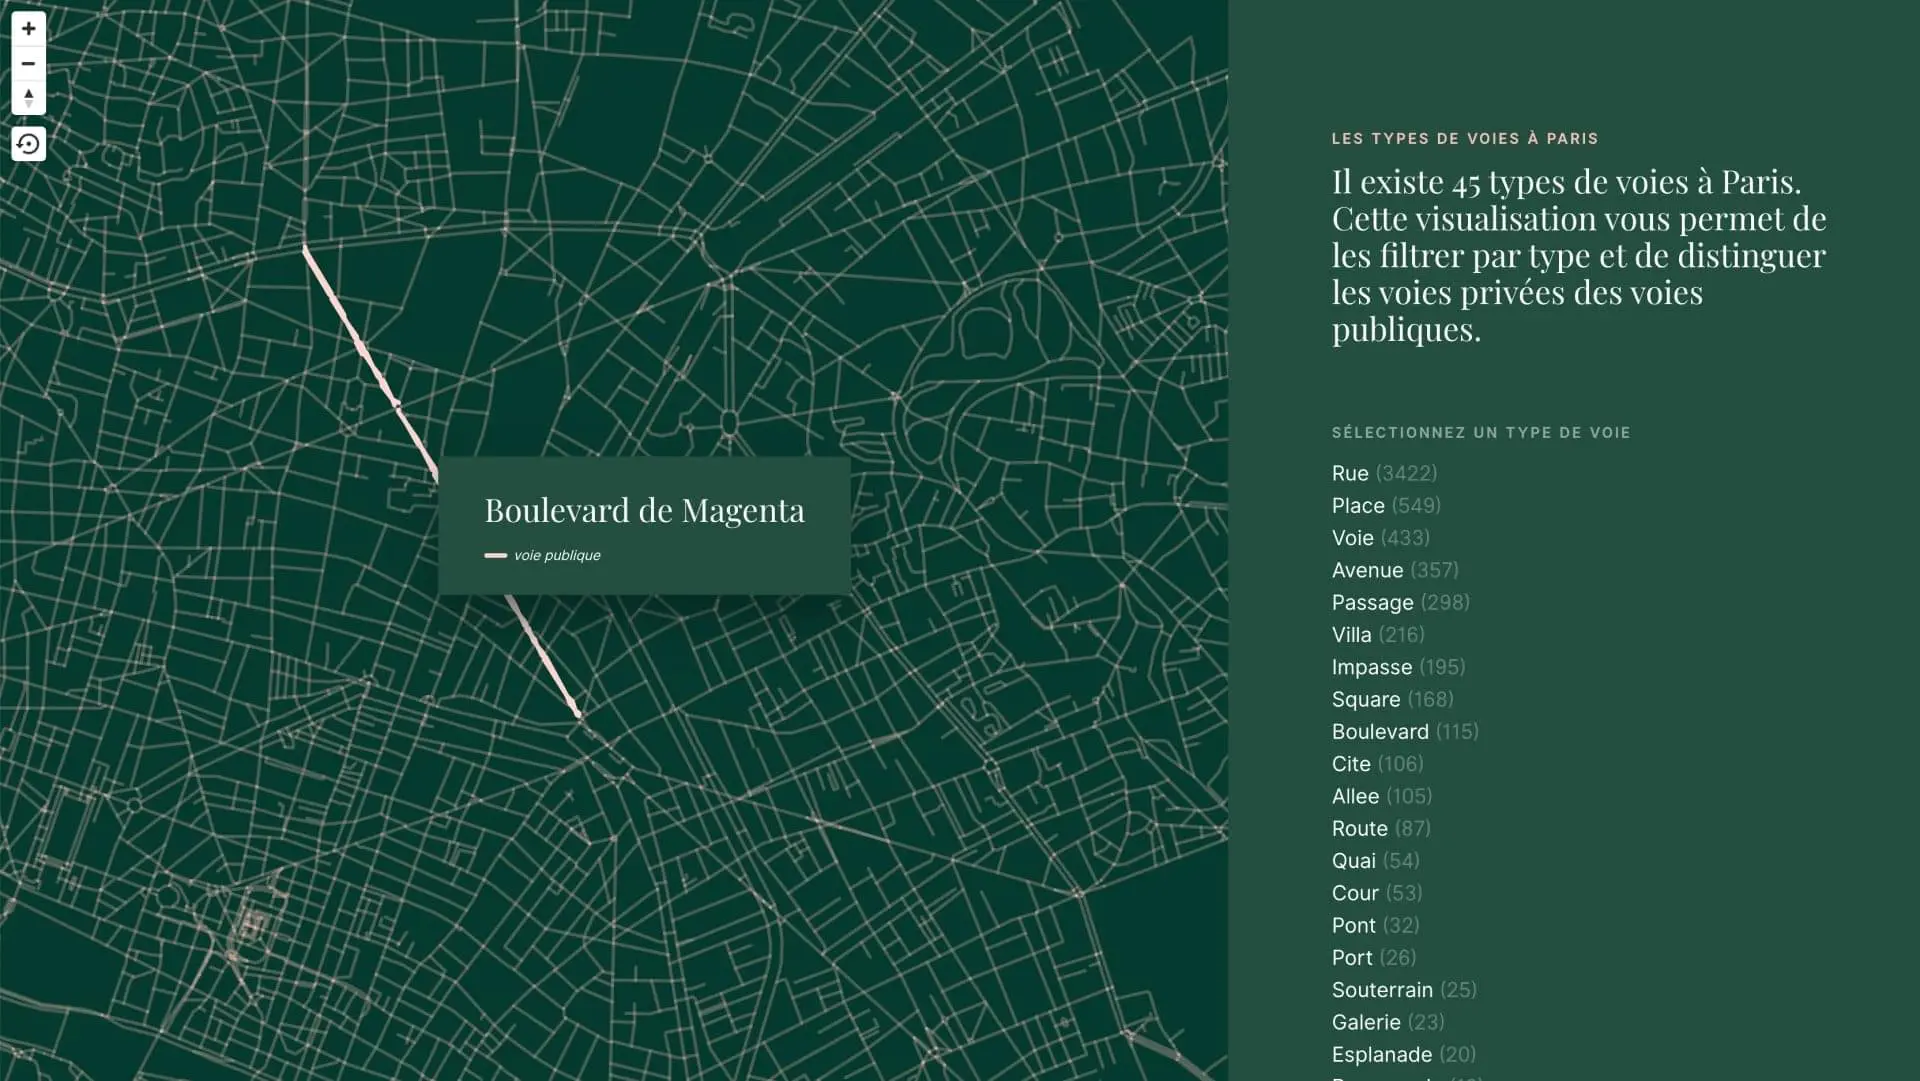 LES TYPES DE VOIES À PARIS
Il existe 45 types de voies à Paris.
Cette visualisation vous permet de
les filtrer par type et de distinguer
les voies privées des voies
publiques.
SÉLECTIONNEZ UN TYPE DE VOIE
Rue (3422)
Place (549)
Voie (433)
Avenue (357)
Passage (298)
Villa (216)
Impasse (195)
Square (168)
Boulevard (115)
Cite (106)
Allee (105)
Route (87)
Quai (54)
Cour (53)
Pont (32)
Port (26)
Souterrain (25)
Galerie (23)
Esplanade (20)
Boulevard de Magenta
voie publique